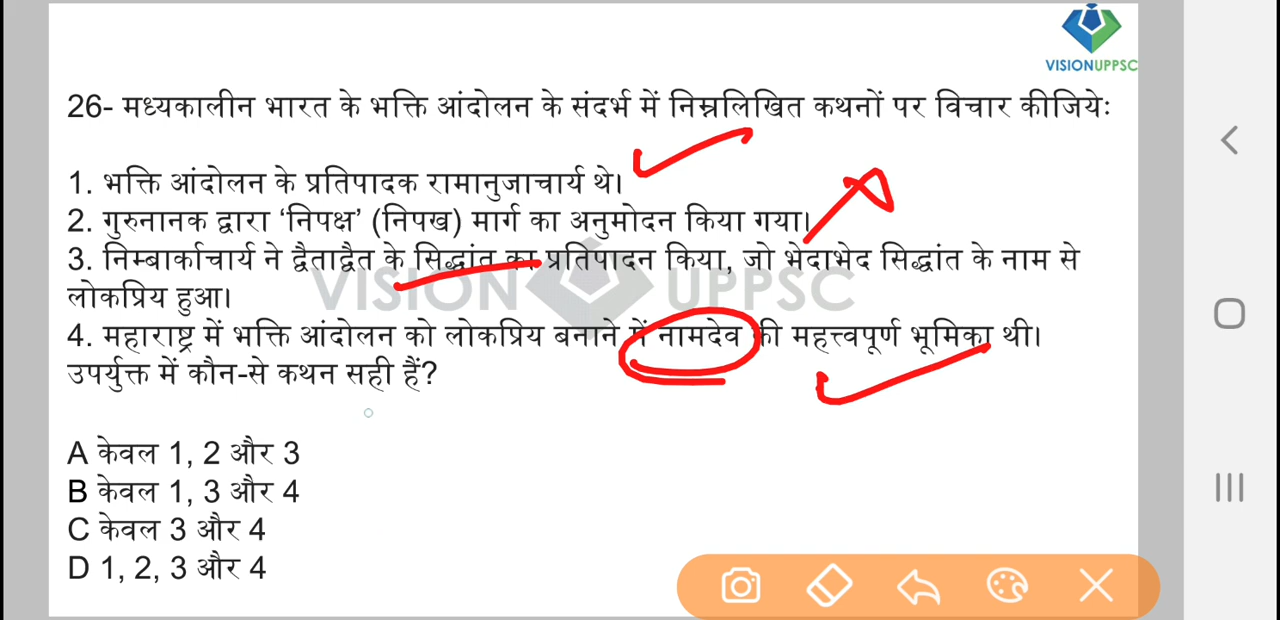 VISIONUPPSC
26- मध्यकालीन भारत के भक्ति आंदोलन के संदर्भ में निम्नलिखित कथनों पर विचार कीजिये:
1. भक्ति आंदोलन के प्रतिपादक रामानुजाचार्य थे।
2. गुरुनानक द्वारा ‘निपक्ष’ (निपख) मार्ग का अनुमोदन किया गया।
3. निम्बार्काचार्य ने द्वैताद्वैत के सिद्धांत का प्रतिपादन किया, जो भेदाभेद सिद्धांत के नाम से
लोकप्रिय हुआ।
VISION UPPSC
4. महाराष्ट्र में भक्ति आंदोलन को लोकप्रिय बनाने में नामदेव की महत्त्वपूर्ण भूमिका थी।
उपर्युक्त में कौन-से कथन सही हैं?
A केवल 1, 2 और 3
B केवल 1, 3 और 4
C केवल 3 और 4
D 1, 2, 3 और 4